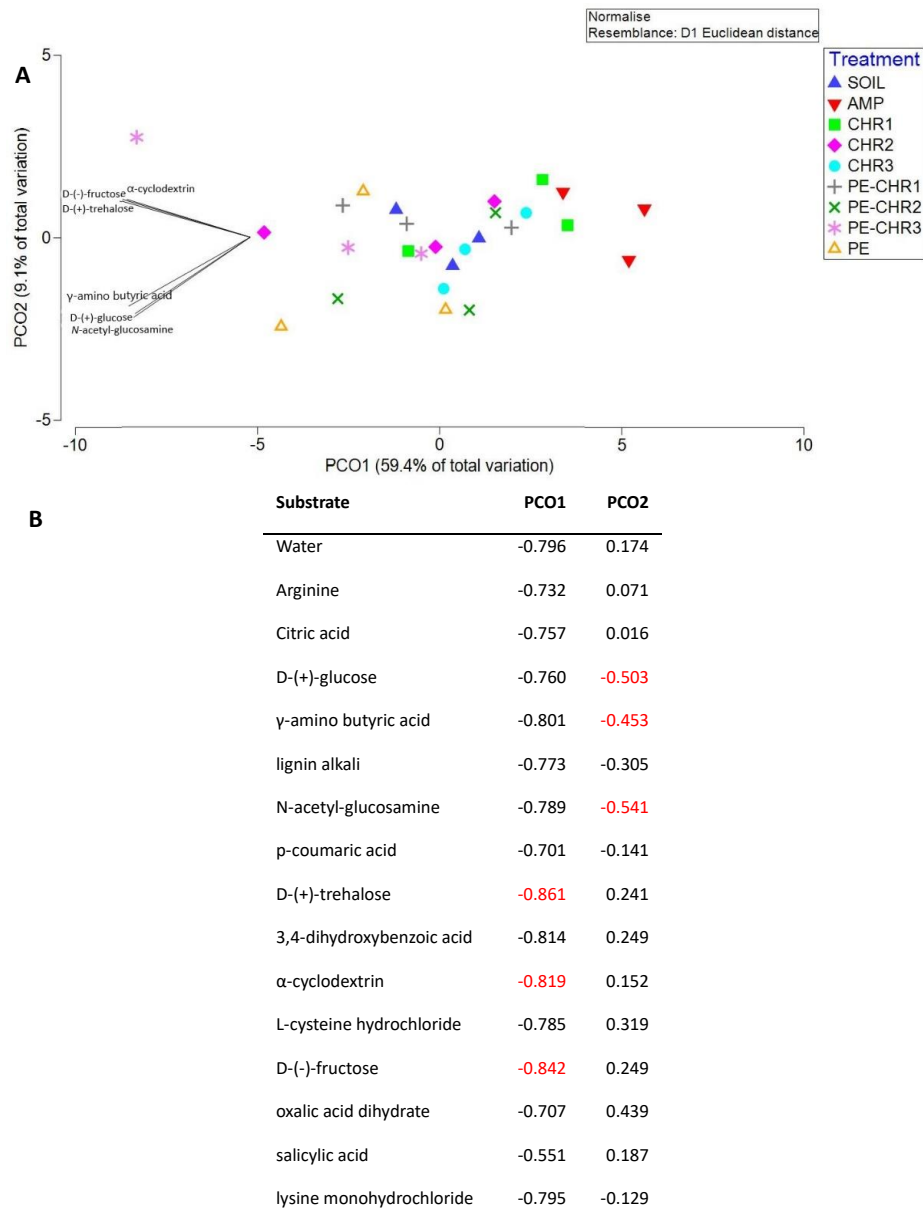 Normalise
Resemblance: D1 Euclidean distance
A
Treatment
SOIL
AMP
CHR1
CHR2
CHR3
PE-CHR1
PE-CHR2
PE-CHR3
PE
5
0
-5
PCO2 (9.1% of total variation)
D-(-)-fructose
α-cyclodextrin
D-(+)-trehalose
γ-amino butyric acid
D-(+)-glucose
N-acetyl-glucosamine
-10 -5 0 5 10
PCO1 (59.4% of total variation)
B
Substrate PCO1 PCO2
Water -0.796 0.174
Arginine -0.732 0.071
Citric acid -0.757 0.016
D-(+)-glucose -0.760 -0.503
γ-amino butyric acid -0.801 -0.453
lignin alkali -0.773 -0.305
N-acetyl-glucosamine -0.789 -0.541
p-coumaric acid -0.701 -0.141
D-(+)-trehalose -0.861 0.241
3,4-dihydroxybenzoic acid -0.814 0.249
α-cyclodextrin -0.819 0.152
L-cysteine hydrochloride -0.785 0.319
D-(-)-fructose -0.842 0.249
oxalic acid dihydrate -0.707 0.439
salicylic acid -0.551 0.187
lysine monohydrochloride -0.795 -0.129